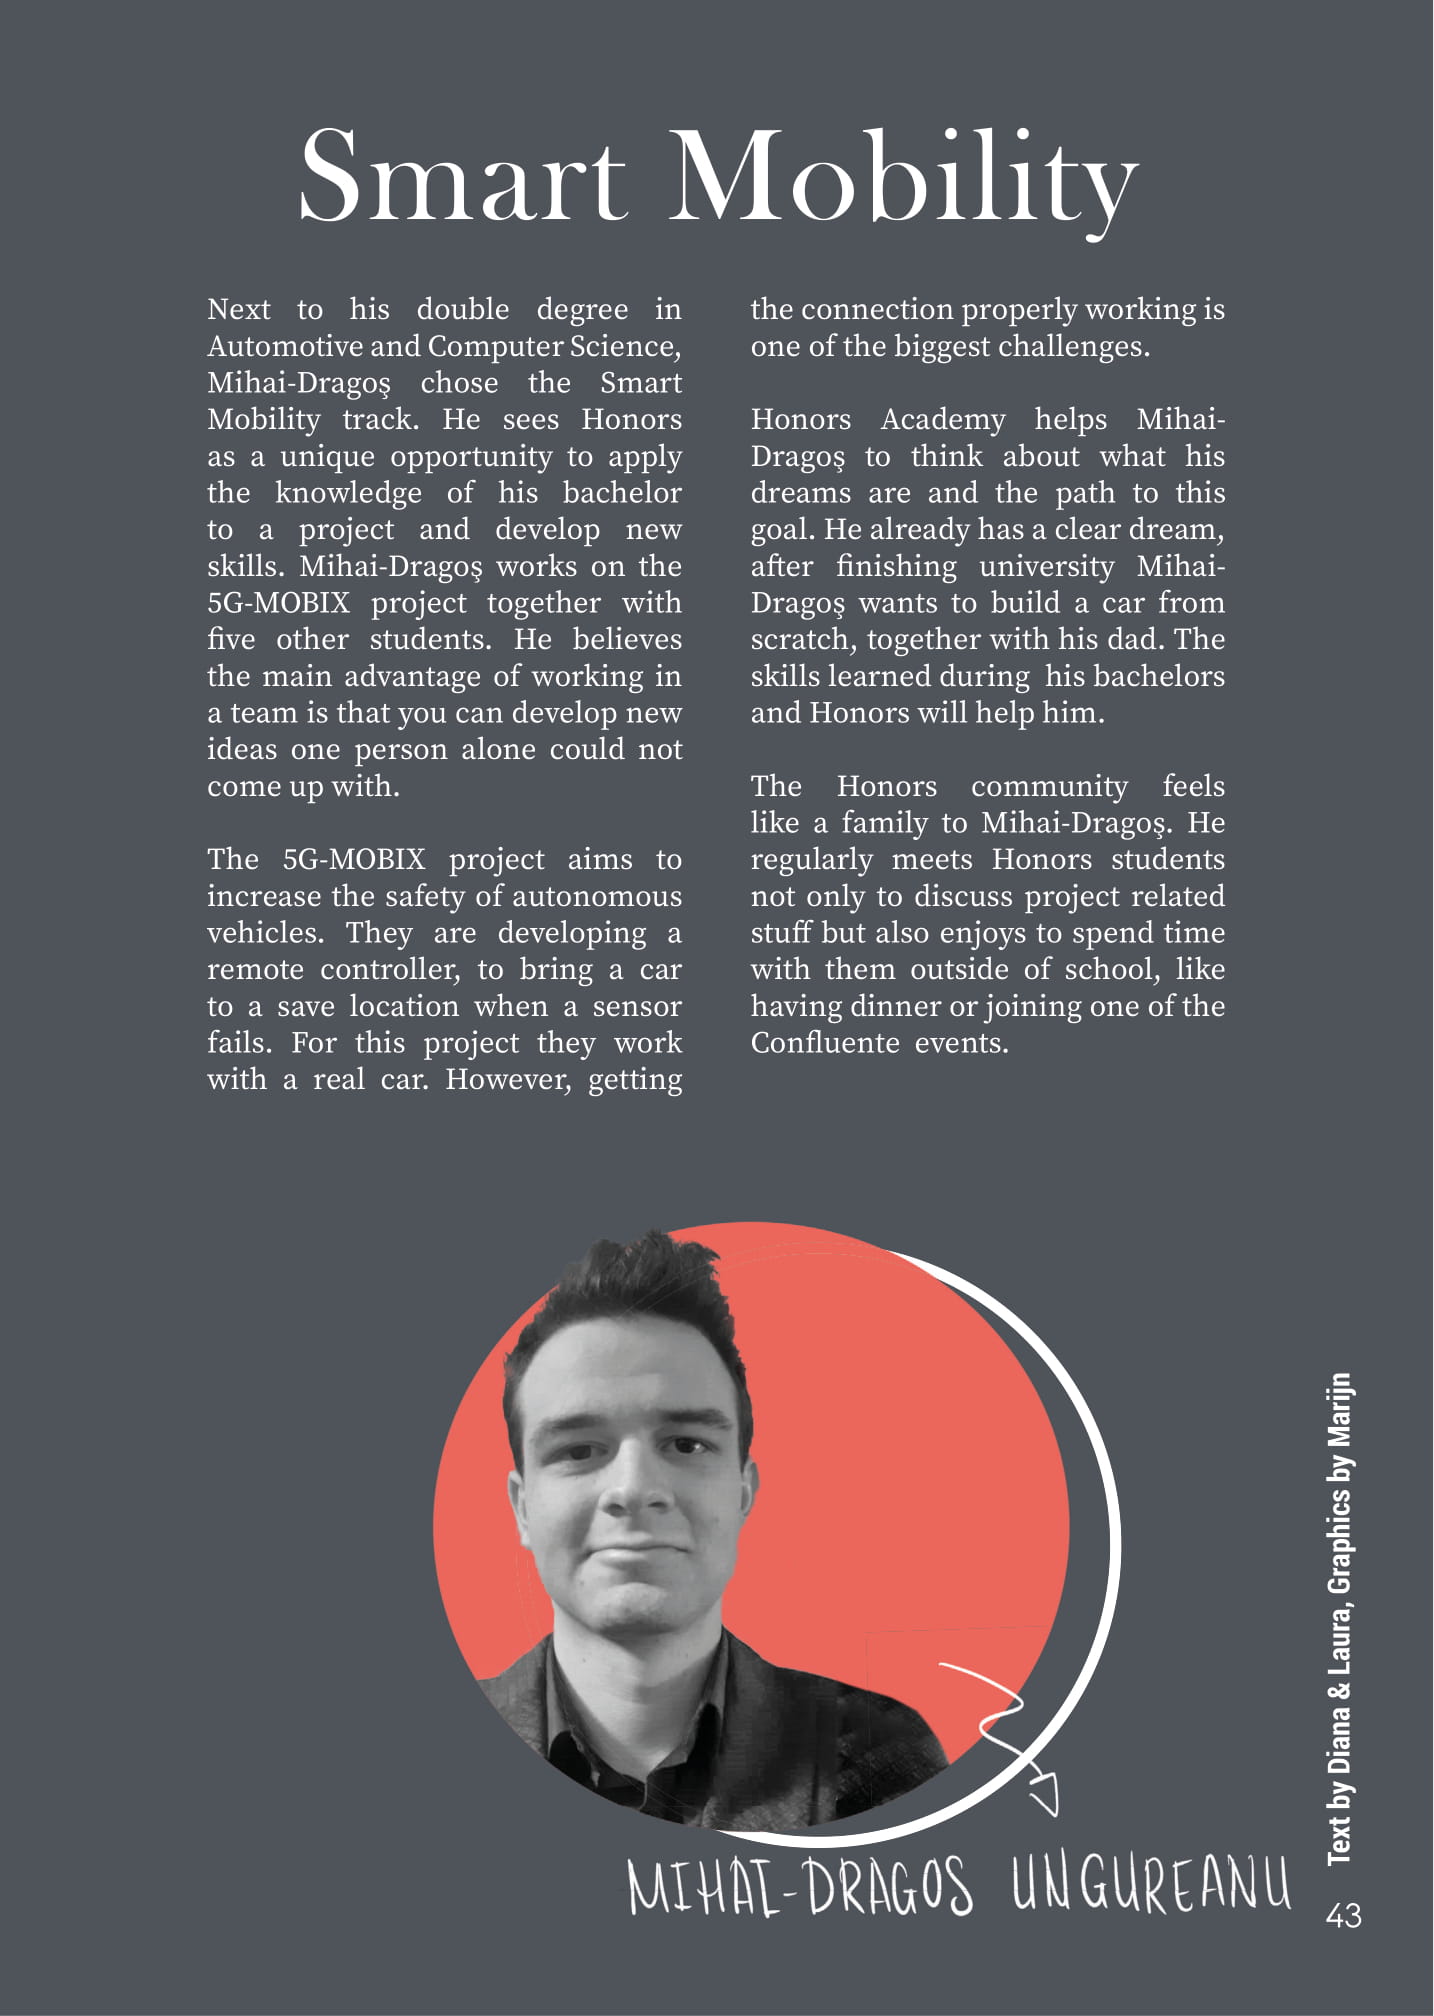 Smart Mobility
Next to his double degree in
Automotive and Computer Science,
Mihai-Dragoş chose the Smart
Mobility track. He sees Honors
as a unique opportunity to apply
the knowledge of his bachelor
to a project and develop new
skills. Mihai-Dragoş works on the
5G-MOBIX project together with
five other students. He believes
the main advantage of working in
a team is that you can develop new
ideas one person alone could not
come up with.
The 5G-MOBIX project aims to
increase the safety of autonomous
vehicles. They are developing a
remote controller, to bring a car
to a save location when a sensor
fails. For this project they work
with a real car. However, getting
the connection properly working is
one of the biggest challenges.
Honors Academy helps Mihai-
Dragoş to think about what his
dreams are and the path to this
goal. He already has a clear dream,
after finishing university Mihai-
Dragoş wants to build a car from
scratch, together with his dad. The
skills learned during his bachelors
and Honors will help him.
The Honors community feels
like a family to Mihai-Dragoş. He
regularly meets Honors students
not only to discuss project related
stuff but also enjoys to spend time
with them outside of school, like
having dinner or joining one of the
Confluente events.
MIHAI-DRAGOS UNGUREANU
Text by Diana & Laura, Graphics by Marijn
43